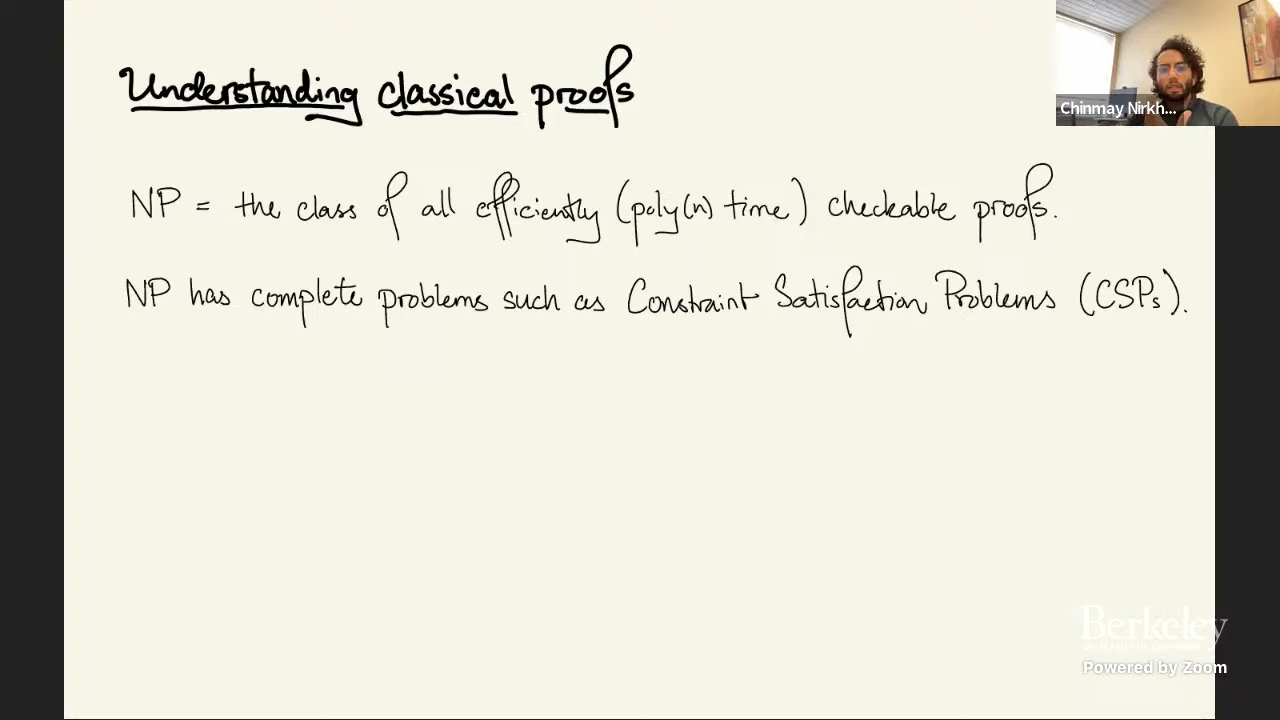 Understanding classical proofs
Chinmay Nirkh...
NP = the class of all efficiently (poly(n) time) checkable proofs.
NP has complete problems such as Constraint Satisfaction Problems (CSPs).
Berkeley
Powered by Zoom